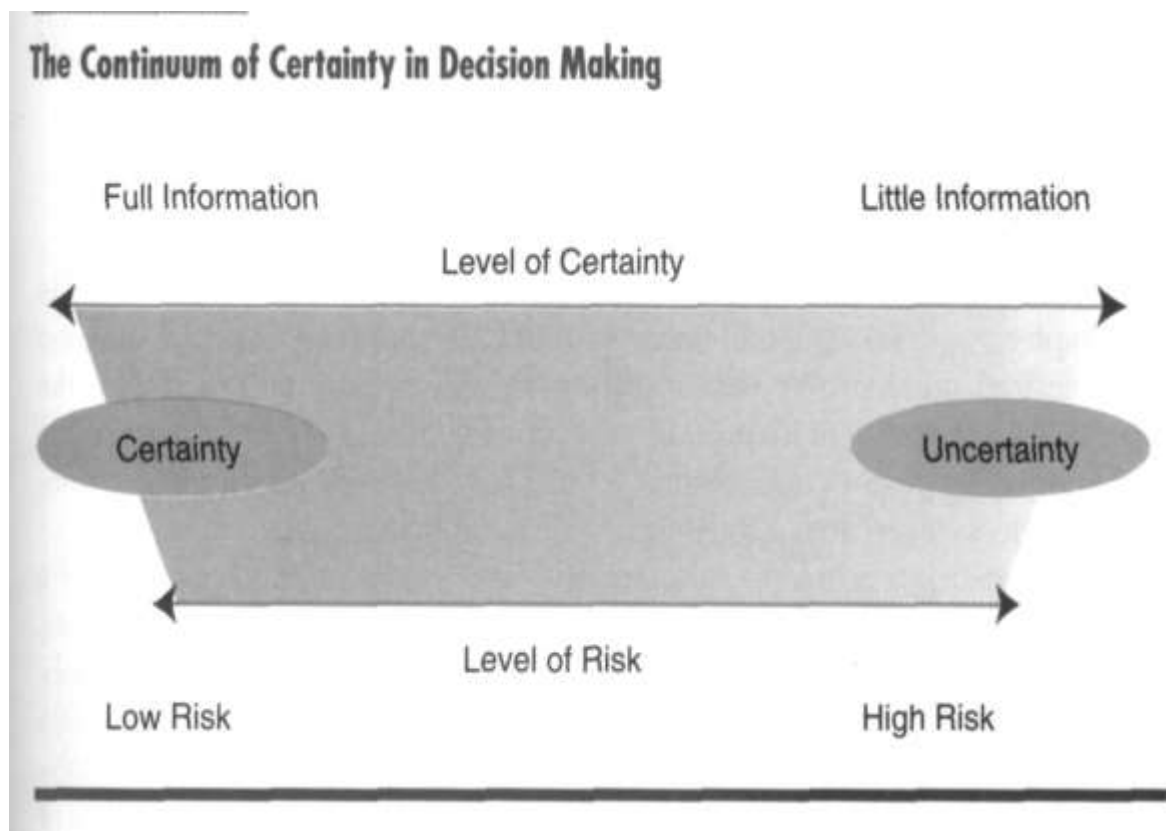 The Continuum of Certainty in Decision Making
Full Information
Little Information
Level of Certainty
Certainty
Uncertainty
Level of Risk
Low Risk
High Risk